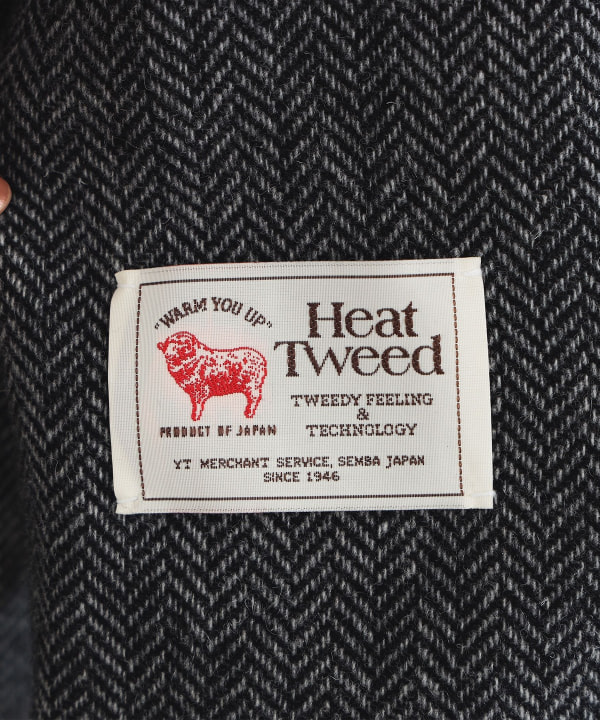 "WARM YOU UP"
PRODUCT OF JAPAN
Heat
Tweed
TWEEDY FEELING
&
TECHNOLOGY
YT MERCHANT SERVICE, SEMBA JAPAN
SINCE 1946